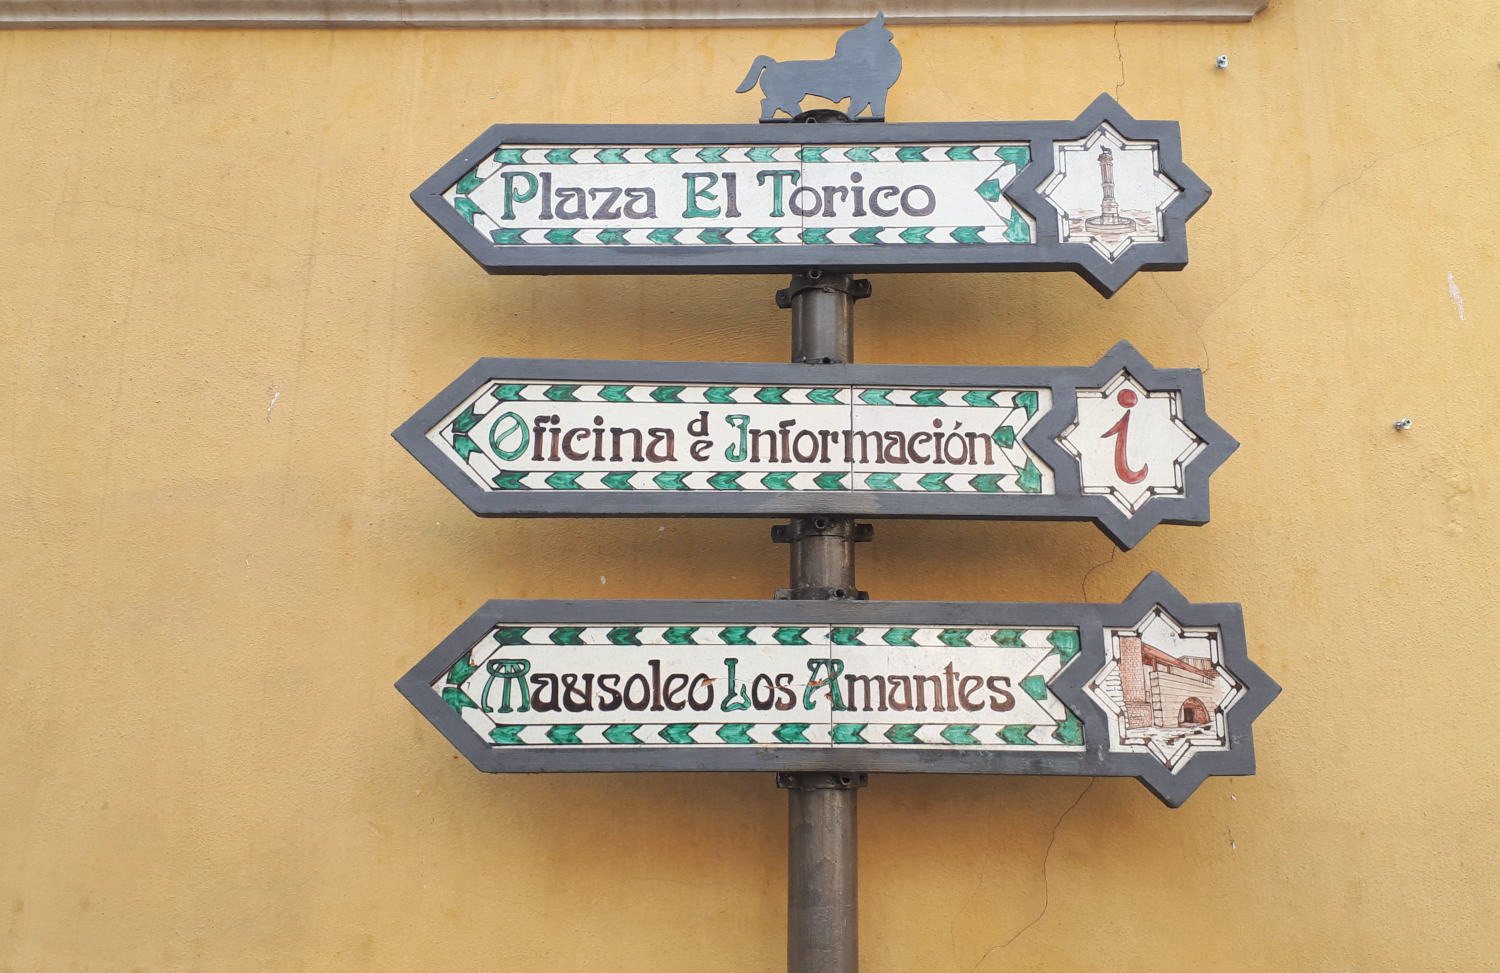 Plaza El Torico
Oficina de Información
i
Mausoleo Los Amantes